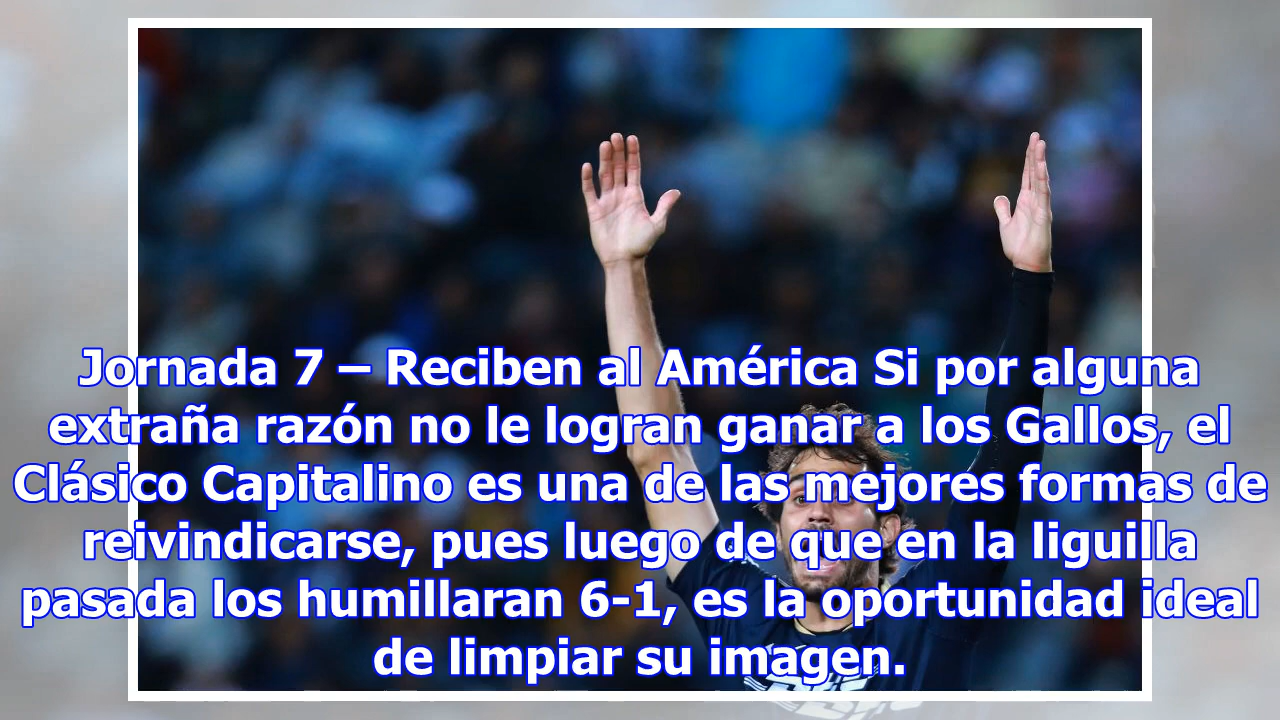 Jornada 7 – Reciben al América Si por alguna
extraña razón no le logran ganar a los Gallos, el
Clásico Capitalino es una de las mejores formas de
reivindicarse, pues luego de que en la liguilla
pasada los humillaran 6-1, es la oportunidad ideal
de limpiar su imagen.